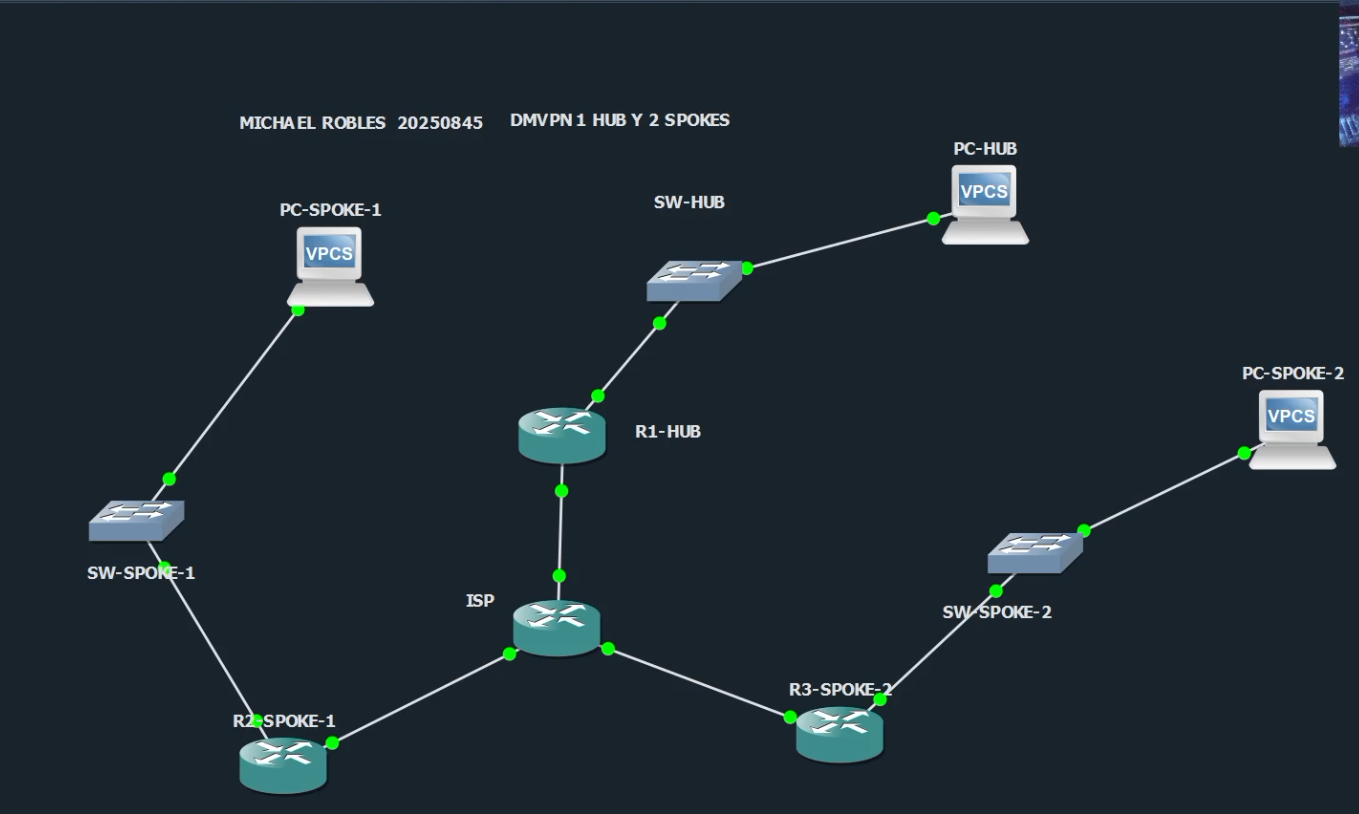 MICHAEL ROBLES 20250845
DMVPN 1 HUB Y 2 SPOKES
PC-HUB
VPCS
SW-HUB
PC-SPOKE-1
VPCS
PC-SPOKE-2
VPCS
R1-HUB
SW-SPOKE-1
ISP
SW-SPOKE-2
R3-SPOKE-2
R2-SPOKE-1